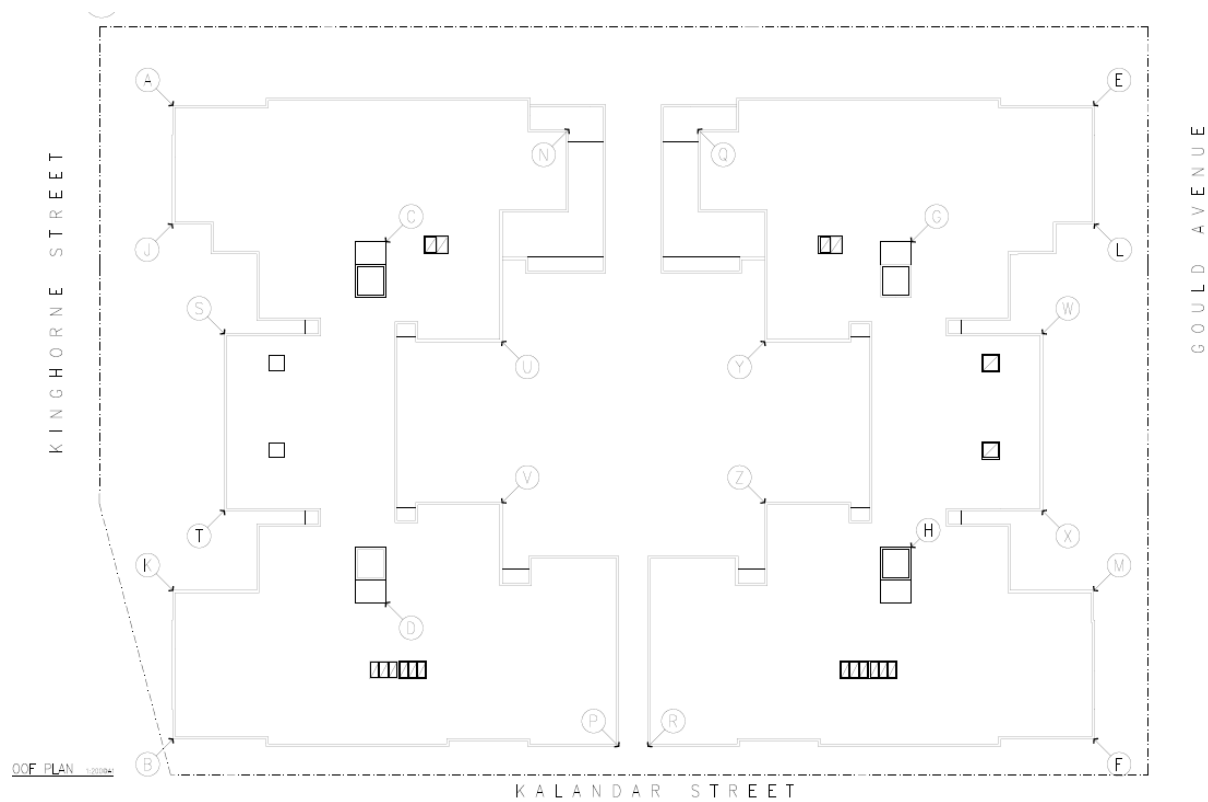 A
E
N
Q
KINGHORNE STREET
GOULD AVENUE
C
G
J
L
S
W
U
Y
V
Z
T
X
H
K
M
D
P
R
B
F
OOF PLAN
KALANDAR STREET